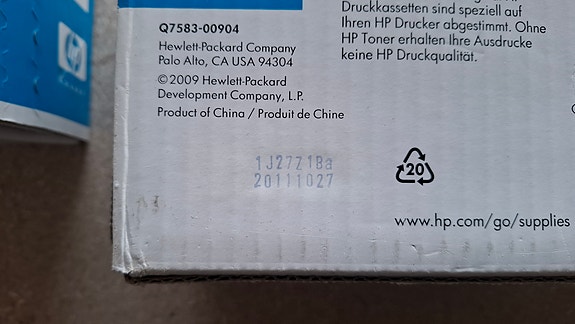 Druckkassetten sind speziell auf
Ihren HP Drucker abgestimmt. Ohne
HP Toner erhalten Ihre Ausdrucke
keine HP Druckqualität.
Q7583-00904
Hewlett-Packard Company
Palo Alto, CA USA 94304
©2009 Hewlett-Packard
Development Company, L.P.
Product of China / Produit de Chine
1J27Z1Ba
20111027
20
www.hp.com/go/supplies
hp